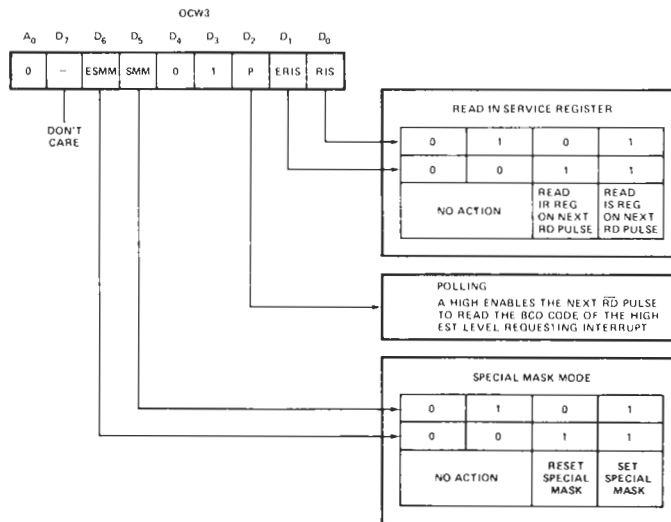 OCW3
A0 D7 D6 D5 D4 D3 D2 D1 D0
0 – ESMM SMM 0 1 P ERIS RIS
DON'T
CARE
READ IN SERVICE REGISTER
0 1 0 1
0 0 1 1
NO ACTION
READ
IR REG
ON NEXT
RD PULSE
READ
IS REG
ON NEXT
RD PULSE
POLLING
A HIGH ENABLES THE NEXT RD PULSE
TO READ THE BCD CODE OF THE HIGH
EST LEVEL REQUESTING INTERRUPT
SPECIAL MASK MODE
0 1 0 1
0 0 1 1
NO ACTION
RESET
SPECIAL
MASK
SET
SPECIAL
MASK